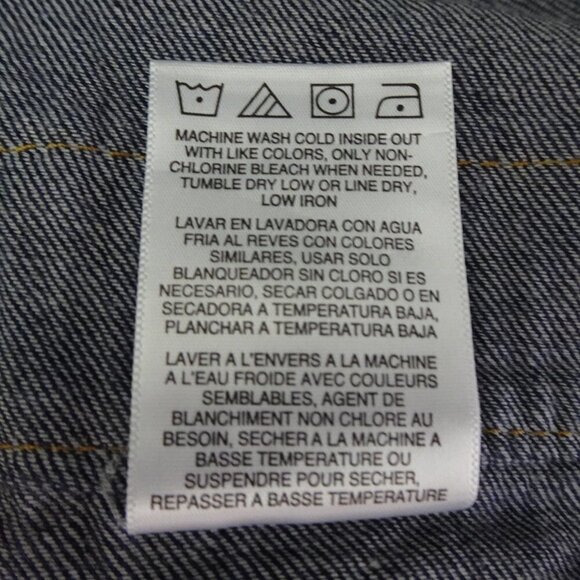 MACHINE WASH COLD INSIDE OUT
WITH LIKE COLORS, ONLY NON-
CHLORINE BLEACH WHEN NEEDED,
TUMBLE DRY LOW OR LINE DRY,
LOW IRON
LAVAR EN LAVADORA CON AGUA
FRIA AL REVES CON COLORES
SIMILARES, USAR SOLO
BLANQUEADOR SIN CLORO SI ES
NECESARIO, SECAR COLGADO O EN
SECADORA A TEMPERATURA BAJA,
PLANCHAR A TEMPERATURA BAJA
LAVER A L'ENVERS A LA MACHINE
A L'EAU FROIDE AVEC COULEURS
SEMBLABLES, AGENT DE
BLANCHIMENT NON CHLORE AU
BESOIN, SECHER A LA MACHINE A
BASSE TEMPERATURE OU
SUSPENDRE POUR SECHER,
REPASSER A BASSE TEMPERATURE